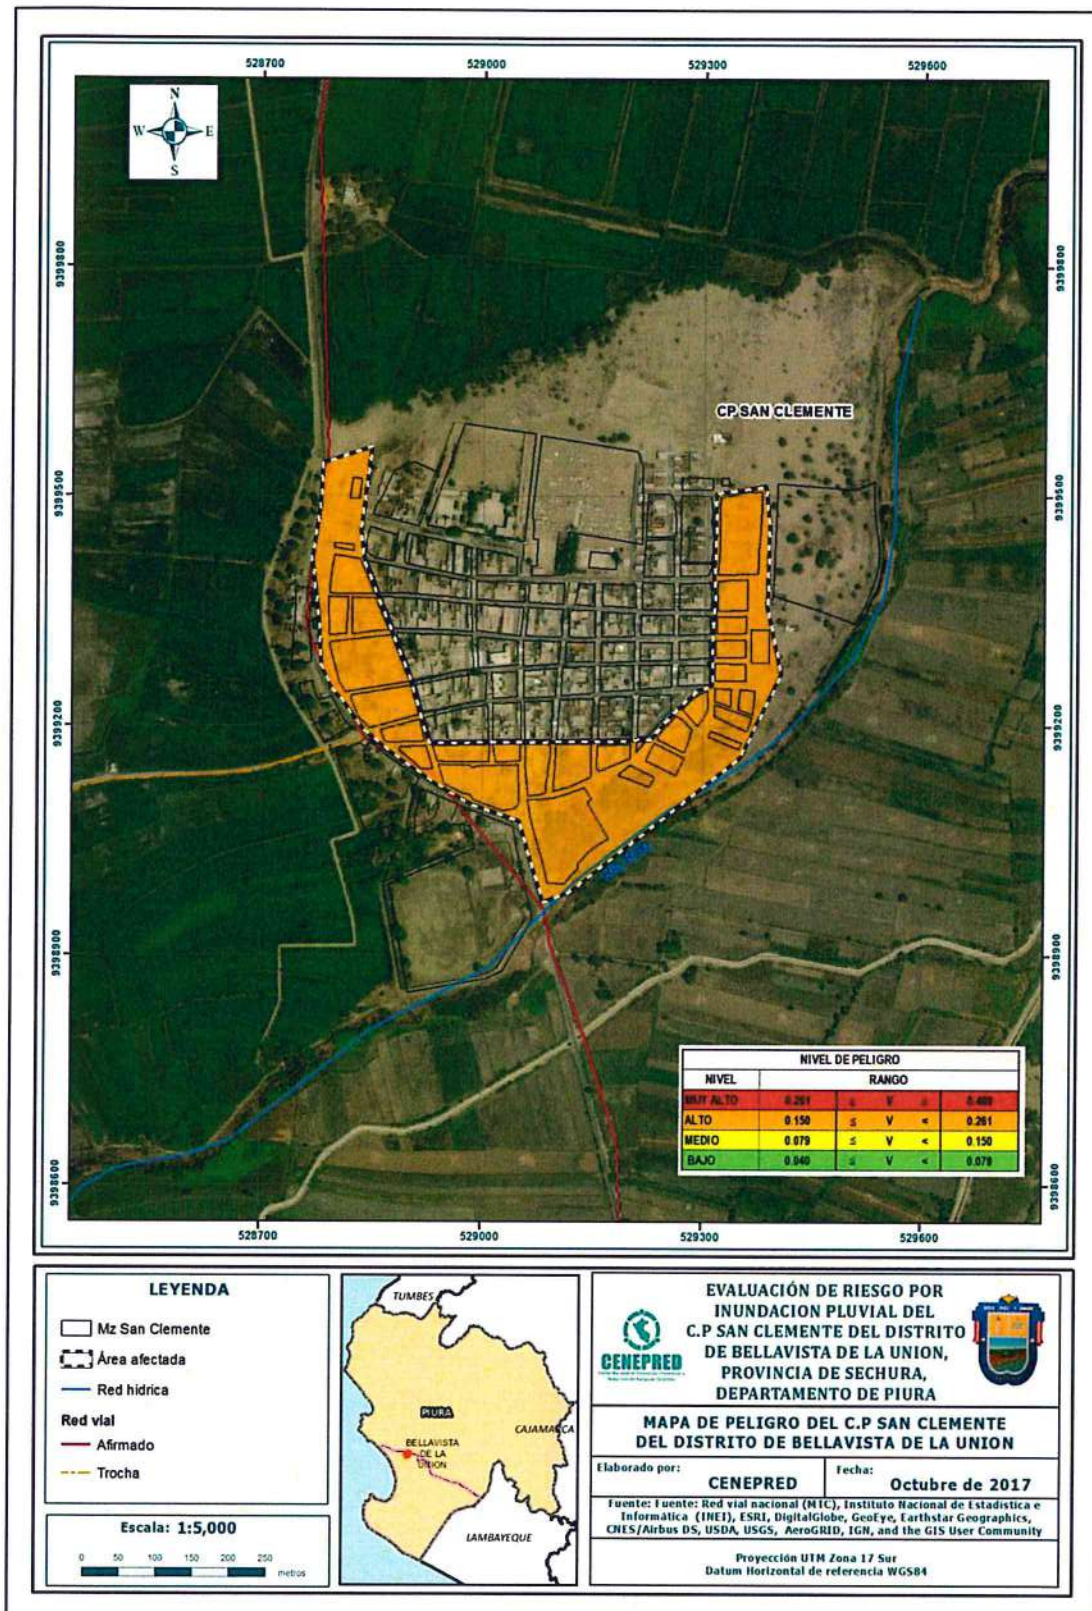 528700 529000 529300 529600
N
W E
S
9399800 9399800
CP SAN CLEMENTE
9399500 9399500
9399200 9399200
9398900 9398900
NIVEL DE PELIGRO
NIVEL RANGO
MUY ALTO 0.261 ≤ V
ALTO 0.150 ≤ V < 0.261
MEDIO 0.079 ≤ V < 0.150
BAJO 0.040 ≤ V < 0.079
9398600 9398600
528700 529000 529300 529600
LEYENDA
Mz San Clemente
Área afectada
Red hídrica
Red vial
Afirmado
Trocha
Escala: 1:5,000
0 50 100 150 200 250
metros
TUMBES
PIURA
CAJAMARCA
BELLAVISTA
DE LA
UNION
LAMBAYEQUE
CENEPRED
EVALUACIÓN DE RIESGO POR
INUNDACION PLUVIAL DEL
C.P SAN CLEMENTE DEL DISTRITO
DE BELLAVISTA DE LA UNION,
PROVINCIA DE SECHURA,
DEPARTAMENTO DE PIURA
MAPA DE PELIGRO DEL C.P SAN CLEMENTE
DEL DISTRITO DE BELLAVISTA DE LA UNION
Elaborado por:
CENEPRED
Fecha:
Octubre de 2017
Fuente: Fuente: Red vial nacional (MTC), Instituto Nacional de Estadistica e
Informática (INEI), ESRI, DigitalGlobe, GeoEye, Earthstar Geographics,
CNES/Airbus DS, USDA, USGS, AeroGRID, IGN, and the GIS User Community
Proyección UTM Zona 17 Sur
Datum Horizontal de referencia WGS84